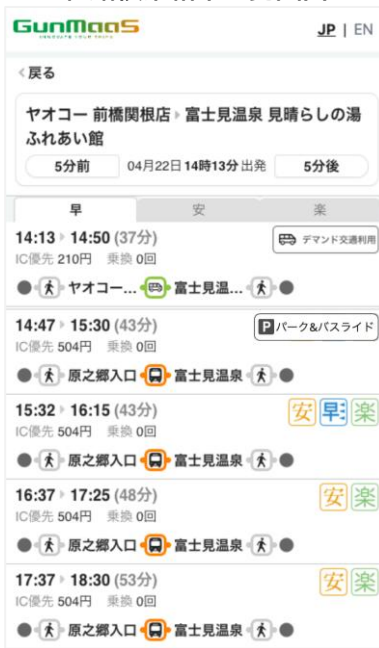 GunMaaS
JP | EN
戻る
ヤオコー 前橋関根店 富士見温泉 見晴らしの湯
ふれあい館
5分前 04月22日14時13分出発 5分後
早 安 楽
14:13 14:50 (37分) デマンド交通利用
IC優先 210円 乗換 0回
ヤオコー... 富士見温...
14:47 15:30 (43分) P パーク&バスライド
IC優先 504円 乗換 0回
原之郷入口 富士見温泉
15:32 16:15 (43分) 安 早 楽
IC優先 504円 乗換 0回
原之郷入口 富士見温泉
16:37 17:25 (48分) 安 楽
IC優先 504円 乗換 0回
原之郷入口 富士見温泉
17:37 18:30 (53分) 安 楽
IC優先 504円 乗換 0回
原之郷入口 富士見温泉